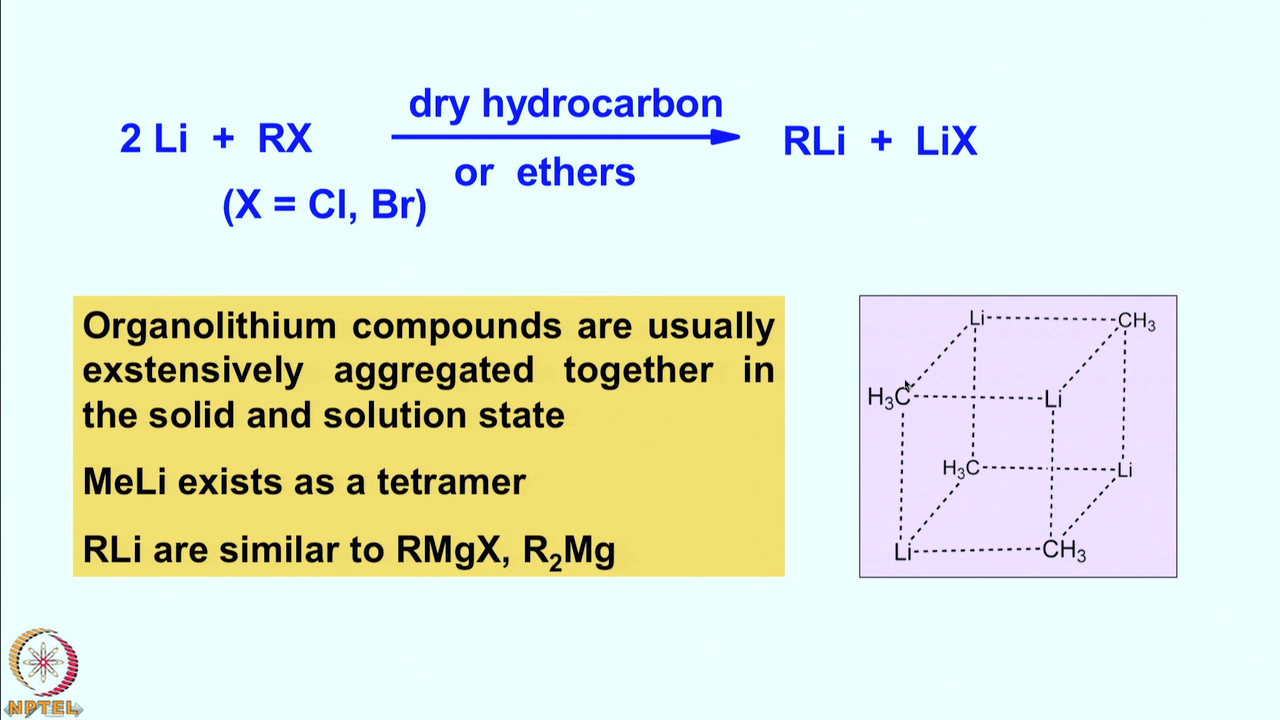 dry hydrocarbon
2 Li + RX RLi + LiX
or ethers
(X = Cl, Br)
Organolithium compounds are usually
exstensively aggregated together in
the solid and solution state
MeLi exists as a tetramer
RLi are similar to RMgX, R₂Mg
Li CH₃
H₃C Li
H₃C Li
Li CH₃
NPTEL